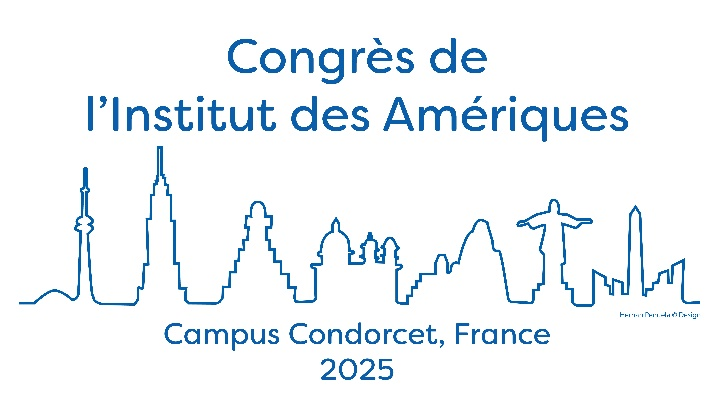 Congrès de
l’Institut des Amériques
Campus Condorcet, France
2025